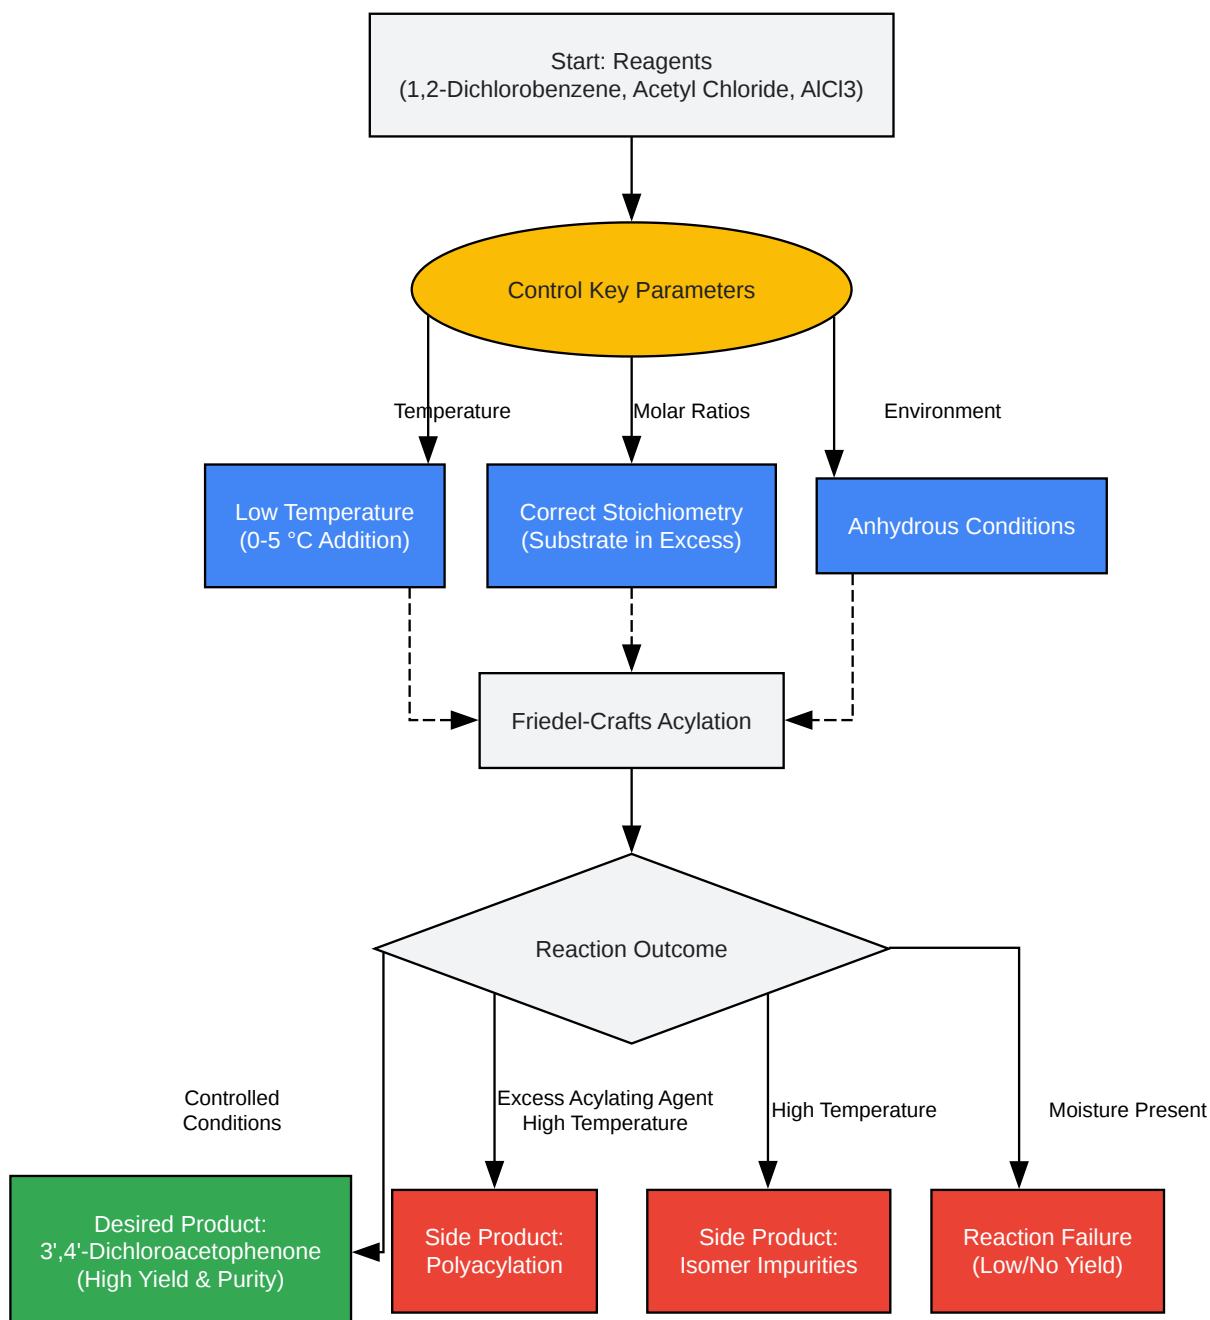 Start: Reagents
(1,2-Dichlorobenzene, Acetyl Chloride, AlCl3)
Control Key Parameters
Temperature
Molar Ratios
Environment
Low Temperature
(0-5 °C Addition)
Correct Stoichiometry
(Substrate in Excess)
Anhydrous Conditions
Friedel-Crafts Acylation
Reaction Outcome
Controlled
Conditions
Excess Acylating Agent
High Temperature
High Temperature
Moisture Present
Desired Product:
3',4'-Dichloroacetophenone
(High Yield & Purity)
Side Product:
Polyacylation
Side Product:
Isomer Impurities
Reaction Failure
(Low/No Yield)